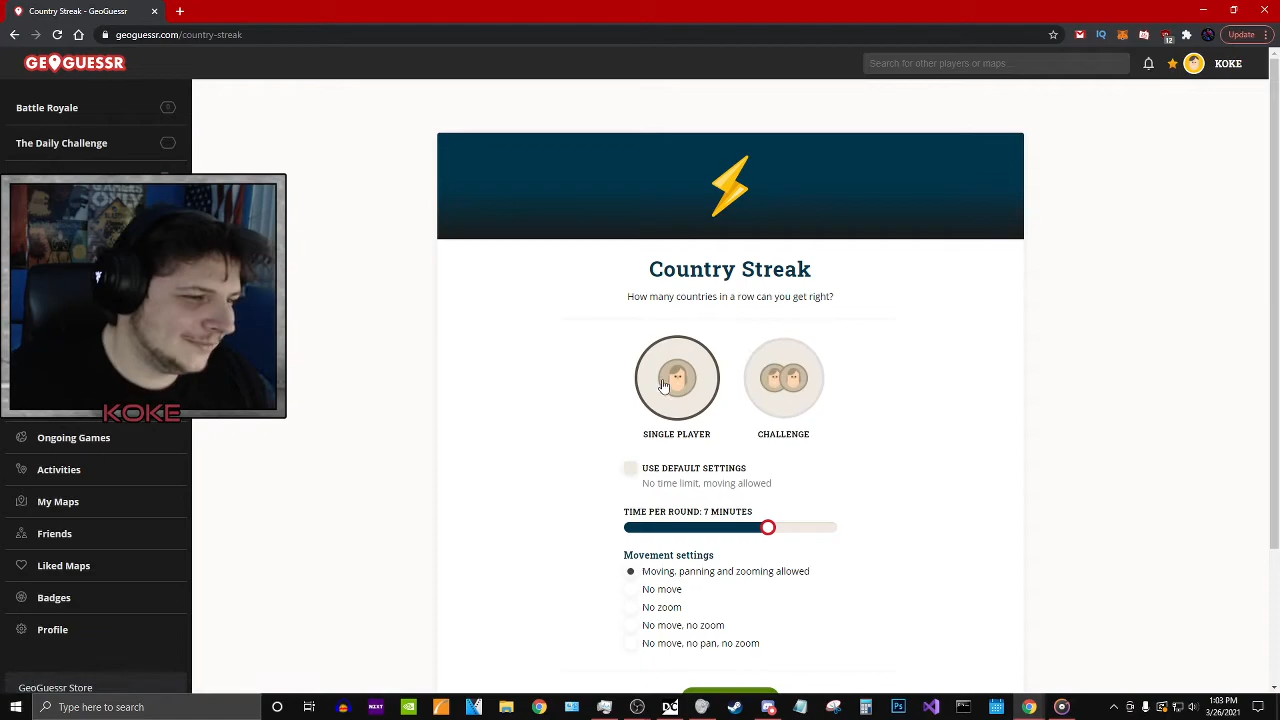 Country Streak - GeoGuessr
geoguessr.com/country-streak
12
Update
GEOGUESSR
Search for other players or maps ...
KOKE
Battle Royale
The Daily Challenge
KOKE
Ongoing Games
Activities
My Maps
Friends
Liked Maps
Badges
Profile
GeoGuessr Store
Country Streak
How many countries in a row can you get right?
SINGLE PLAYER
CHALLENGE
USE DEFAULT SETTINGS
No time limit, moving allowed
TIME PER ROUND: 7 MINUTES
Movement settings
Moving, panning and zooming allowed
No move
No zoom
No move, no zoom
No move, no pan, no zoom
Type here to search
NZXT
DC
Ps
1:03 PM
3/26/2021